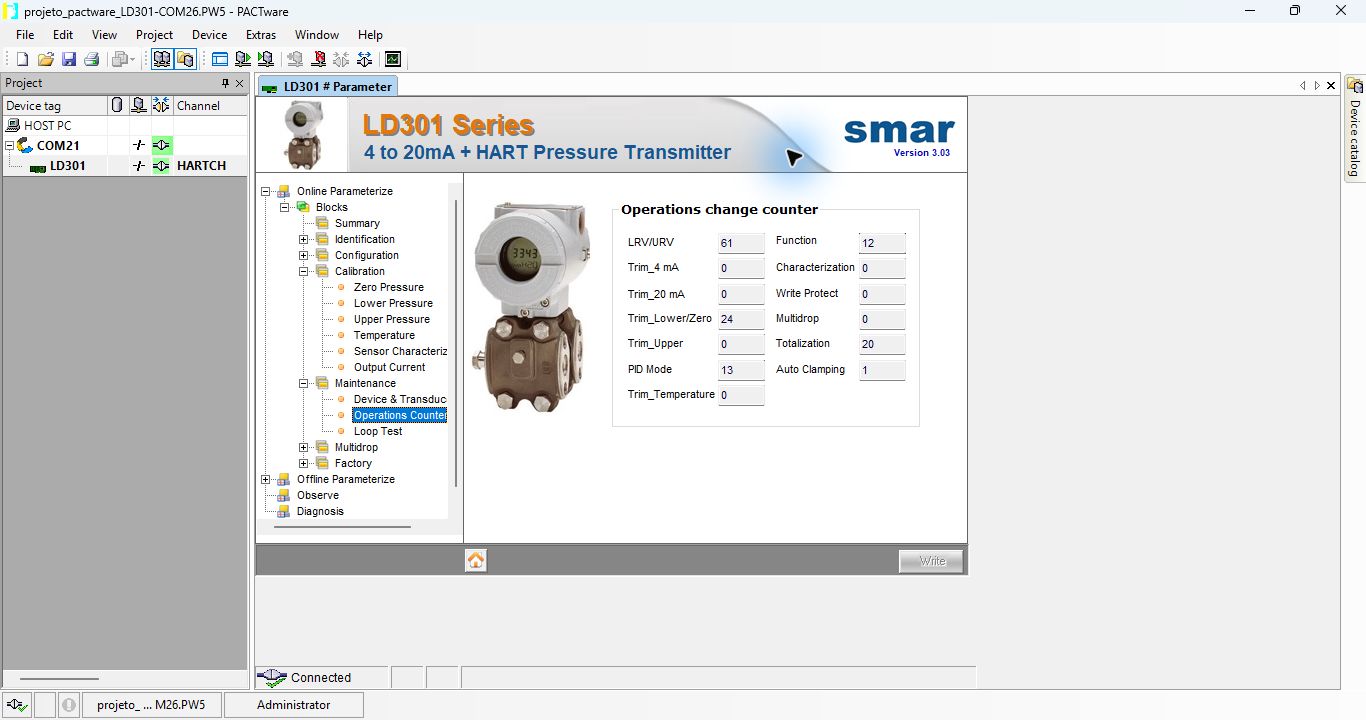 projeto_pactware_LD301-COM26.PW5 - PACTware
File Edit View Project Device Extras Window Help
Project
Device tag Channel
HOST PC
COM21
LD301 HARTCH
LD301 # Parameter
LD301 Series
4 to 20mA + HART Pressure Transmitter
smar
Version 3.03
Online Parameterize
Blocks
Summary
Identification
Configuration
Calibration
Zero Pressure
Lower Pressure
Upper Pressure
Temperature
Sensor Characteriz
Output Current
Maintenance
Device & Transduc
Operations Counter
Loop Test
Multidrop
Factory
Offline Parameterize
Observe
Diagnosis
3343
Operations change counter
LRV/URV 61 Function 12
Trim_4 mA 0 Characterization 0
Trim_20 mA 0 Write Protect 0
Trim_Lower/Zero 24 Multidrop 0
Trim_Upper 0 Totalization 20
PID Mode 13 Auto Clamping 1
Trim_Temperature 0
Write
Device catalog
Connected
projeto_ ... M26.PW5 Administrator